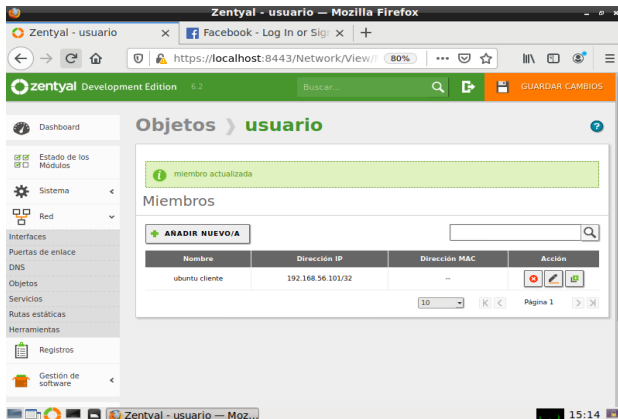 Zentyal - usuario — Mozilla Firefox
Zentyal - usuario
Facebook - Log In or Sig
https://localhost:8443/Network/View/
80%
zentyal Development Edition 6.2
Buscar...
GUARDAR CAMBIOS
Dashboard
Estado de los
Módulos
Sistema
Red
Interfaces
Puertas de enlace
DNS
Objetos
Servicios
Rutas estáticas
Herramientas
Registros
Gestión de
software
Objetos usuario
miembro actualizada
Miembros
AÑADIR NUEVO/A
Nombre Dirección IP Dirección MAC Acción
ubuntu cliente 192.168.56.101/32 --
10 Página 1
Zentyal - usuario — Moz...
15:14